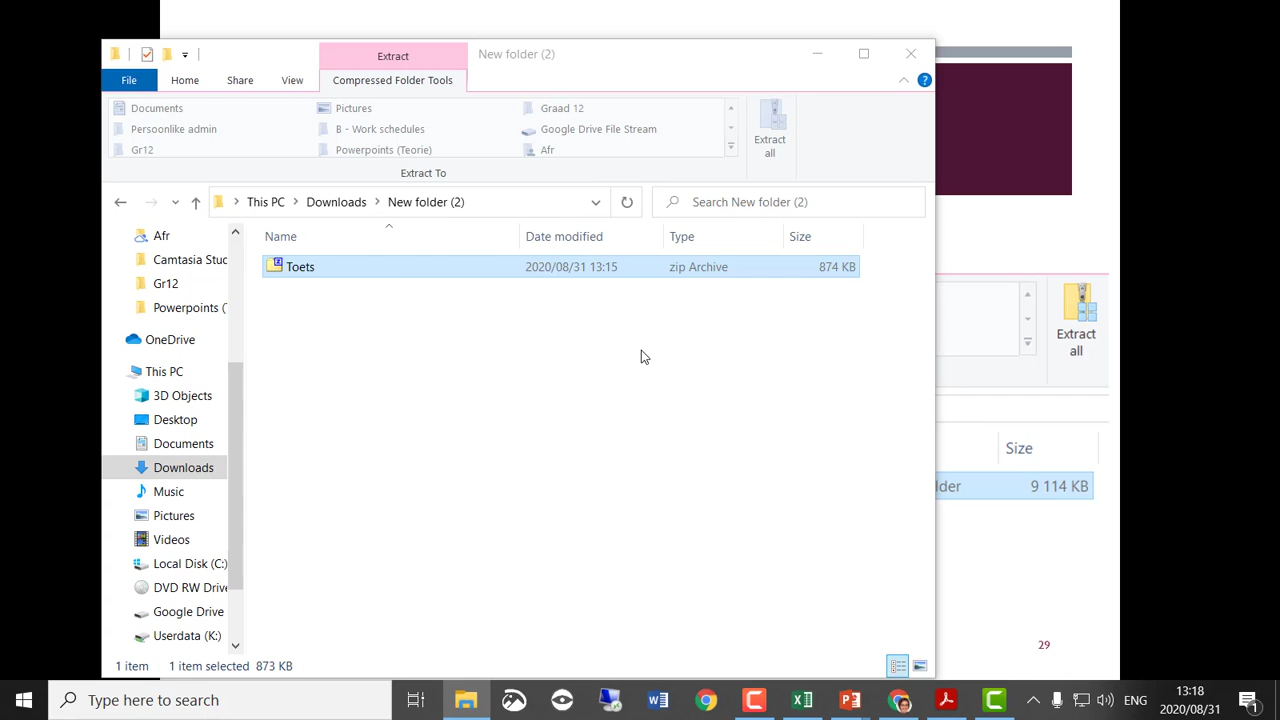 Extract
New folder (2)
File
Home
Share
View
Compressed Folder Tools
Documents
Pictures
Graad 12
Persoonlike admin
B - Work schedules
Google Drive File Stream
Gr12
Powerpoints (Teorie)
Afr
Extract
all
Extract To
This PC
Downloads
New folder (2)
Search New folder (2)
Name
Date modified
Type
Size
Toets
2020/08/31 13:15
zip Archive
874 KB
Afr
Camtasia Stuc
Gr12
Powerpoints (
OneDrive
This PC
3D Objects
Desktop
Documents
Downloads
Music
Pictures
Videos
Local Disk (C:)
DVD RW Drive
Google Drive
Userdata (K:)
1 item
1 item selected
873 KB
Extract
all
Size
lder
9 114 KB
29
Type here to search
ENG
13:18
2020/08/31
1